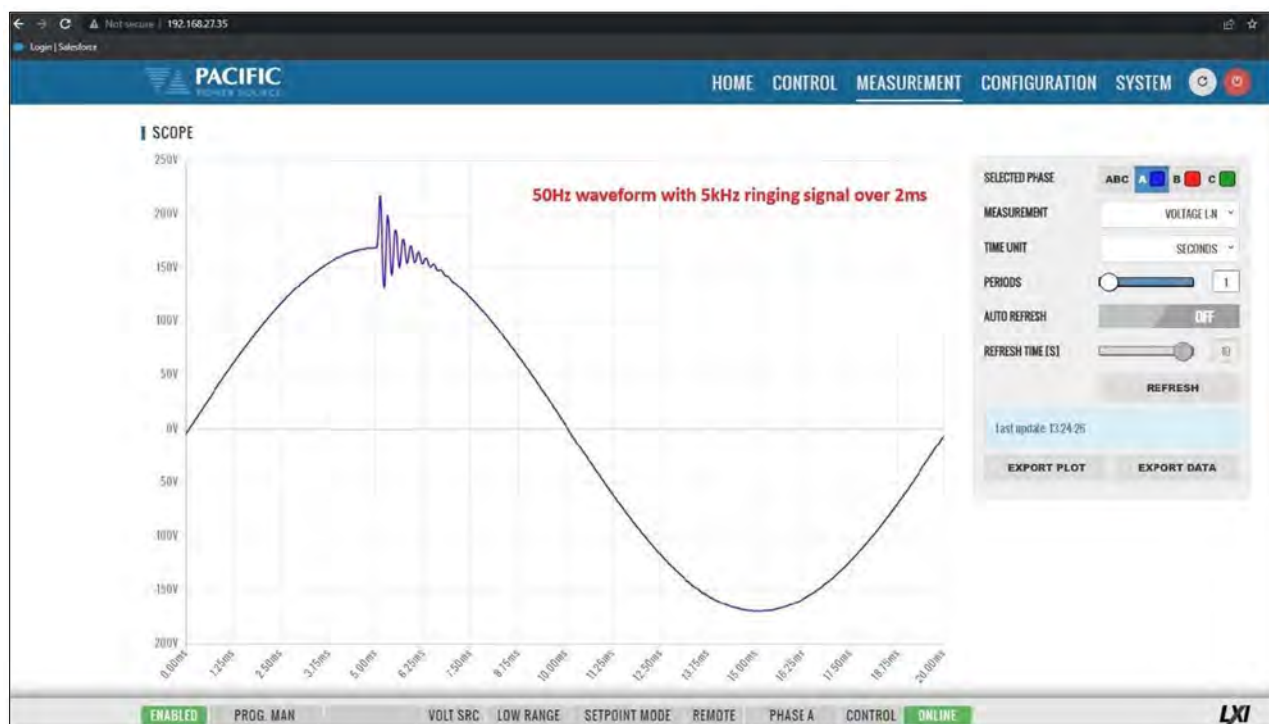 Not secure | 192.168.27.35
Login | Salesforce
PACIFIC
POWER SOURCE
HOME CONTROL MEASUREMENT CONFIGURATION SYSTEM
SCOPE
250V
200V
150V
100V
50V
0V
50V
100V
-150V
200V
0.00ms 1.25ms 2.50ms 3.75ms 5.00ms 6.25ms 7.50ms 8.75ms 10.00ms 11.25ms 12.50ms 13.75ms 15.00ms 16.25ms 17.50ms 18.75ms 20.00ms
50Hz waveform with 5kHz ringing signal over 2ms
SELECTED PHASE ABC A B C
MEASUREMENT VOLTAGE L-N
TIME UNIT SECONDS
PERIODS 1
AUTO REFRESH OFF
REFRESH TIME [S] 10
REFRESH
Last update: 13:24:26
EXPORT PLOT EXPORT DATA
ENABLED PROG. MAN VOLT SRC LOW RANGE SETPOINT MODE REMOTE PHASE A CONTROL ONLINE
LXI